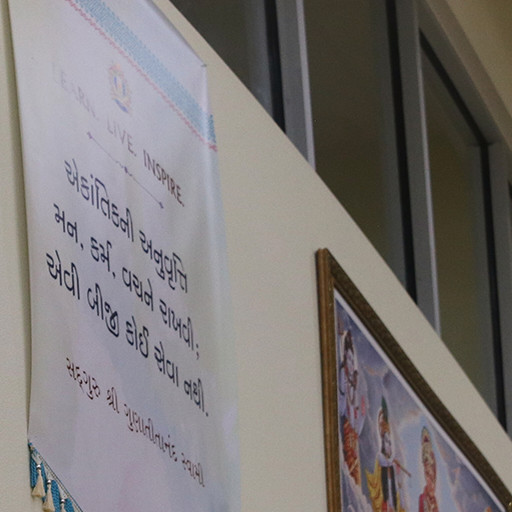 LEARN. LIVE. INSPIRE.
એકાંતિકની અનુવૃત્તિ
મન, કર્મ, વચને રાખવી;
એવી બીજી કોઈ સેવા નથી.
સદ્‌ગુરુ શ્રી ગુણાતીતાનંદ સ્વામી